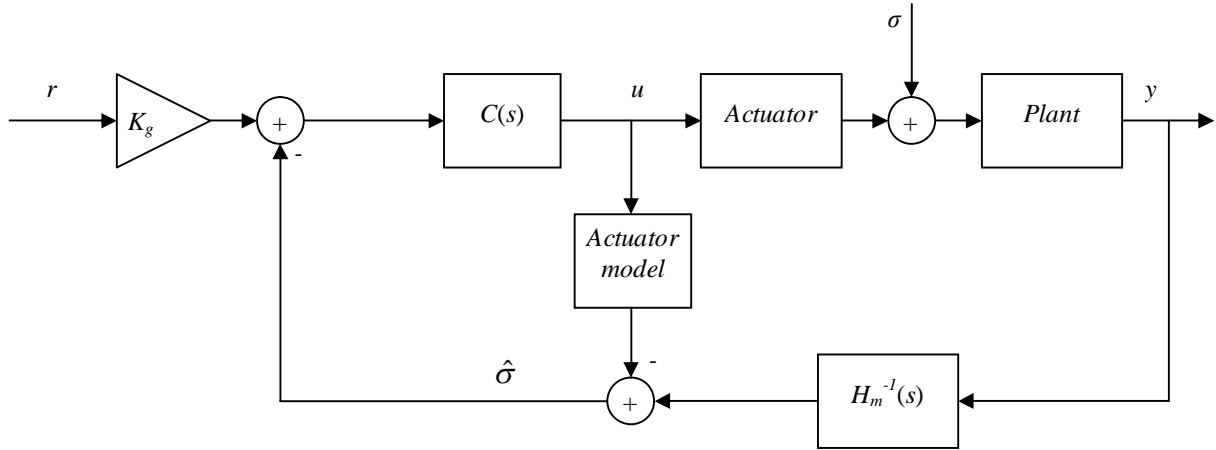 σ
r
u
y
K_g
+
C(s)
Actuator
+
Plant
-
Actuator
model
-
σ̂
+
H_m^{-1}(s)